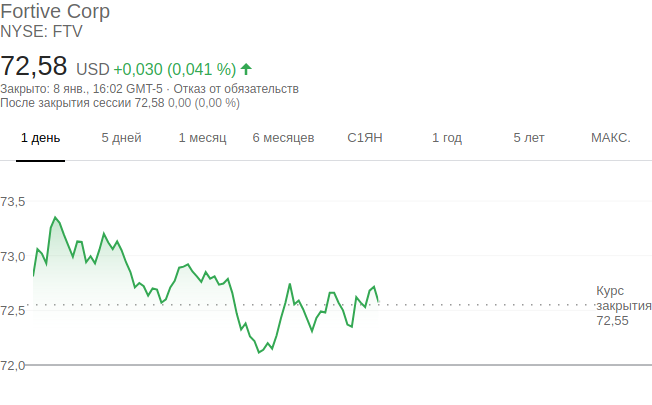 Fortive Corp
NYSE: FTV
72,58 USD +0,030 (0,041 %)
Закрыто: 8 янв., 16:02 GMT-5 · Отказ от обязательств
После закрытия сессии 72,58 0,00 (0,00 %)
1 день 5 дней 1 месяц 6 месяцев С1ЯН 1 год 5 лет МАКС.
73,5
73,0
72,5
72,0
Курс
закрытия
72,55